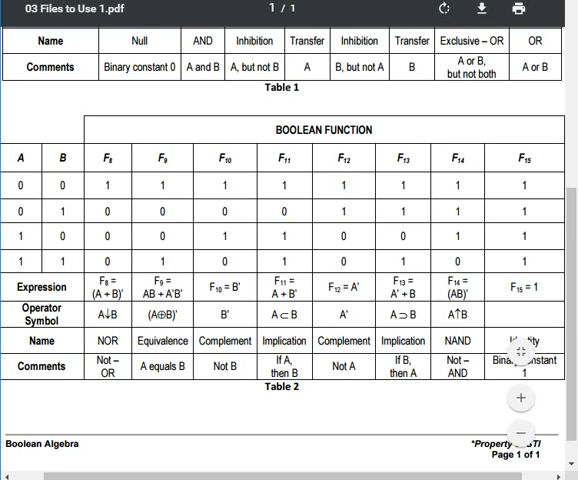 03 Files to Use 1.pdf 1 / 1
Name Null AND Inhibition Transfer Inhibition Transfer Exclusive – OR OR
Comments Binary constant 0 A and B A, but not B A B, but not A B A or B, but not both A or B
Table 1
BOOLEAN FUNCTION
A B F₈ F₉ F₁₀ F₁₁ F₁₂ F₁₃ F₁₄ F₁₅
0 0 1 1 1 1 1 1 1 1
0 1 0 0 0 0 1 1 1 1
1 0 0 0 1 1 0 0 1 1
1 1 0 1 0 1 0 1 0 1
Expression F₈ = (A + B)' F₉ = AB + A'B' F₁₀ = B' F₁₁ = A + B' F₁₂ = A' F₁₃ = A' + B F₁₄ = (AB)' F₁₅ = 1
Operator Symbol A↓B (A⊕B)' B' A⊂B A' A⊃B A↑B
Name NOR Equivalence Complement Implication Complement Implication NAND
Comments Not – OR A equals B Not B If A, then B Not A If B, then A Not – AND 1
Table 2
Boolean Algebra *Property STI
Page 1 of 1